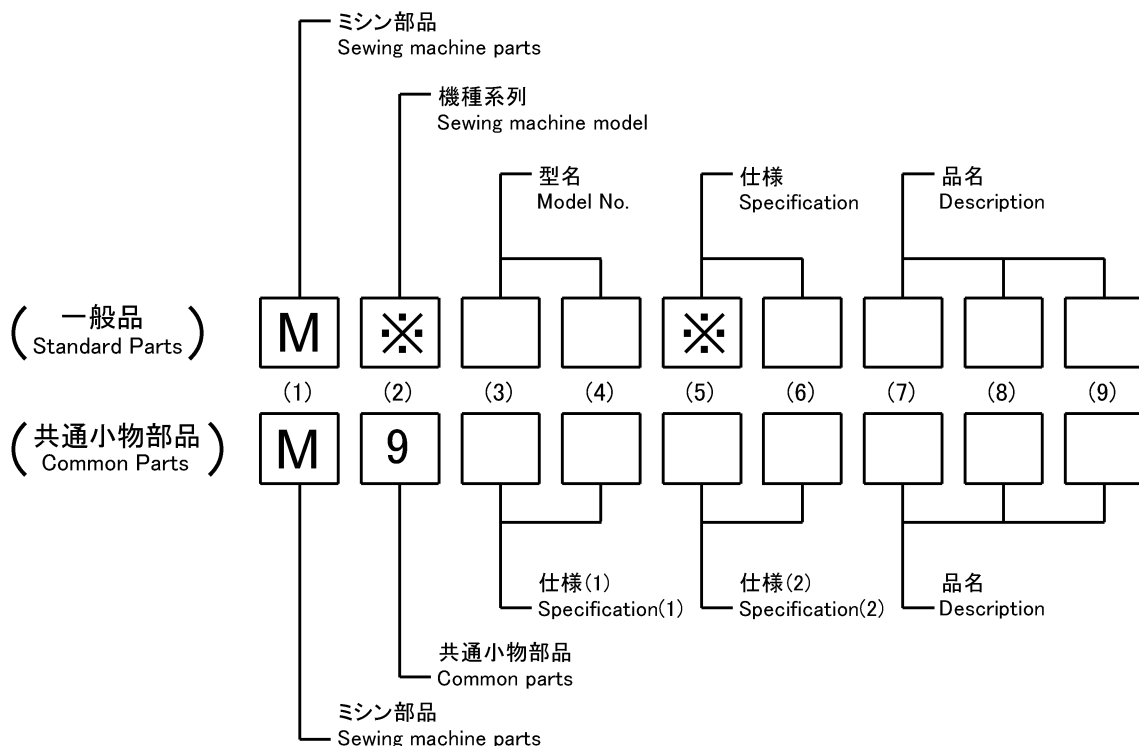 ミシン部品
Sewing machine parts
機種系列
Sewing machine model
型名
Model No.
仕様
Specification
品名
Description
(一般品
Standard Parts)
M ※ ※
(1) (2) (3) (4) (5) (6) (7) (8) (9)
(共通小物部品
Common Parts)
M 9
仕様(1)
Specification(1)
仕様(2)
Specification(2)
品名
Description
共通小物部品
Common parts
ミシン部品
Sewing machine parts